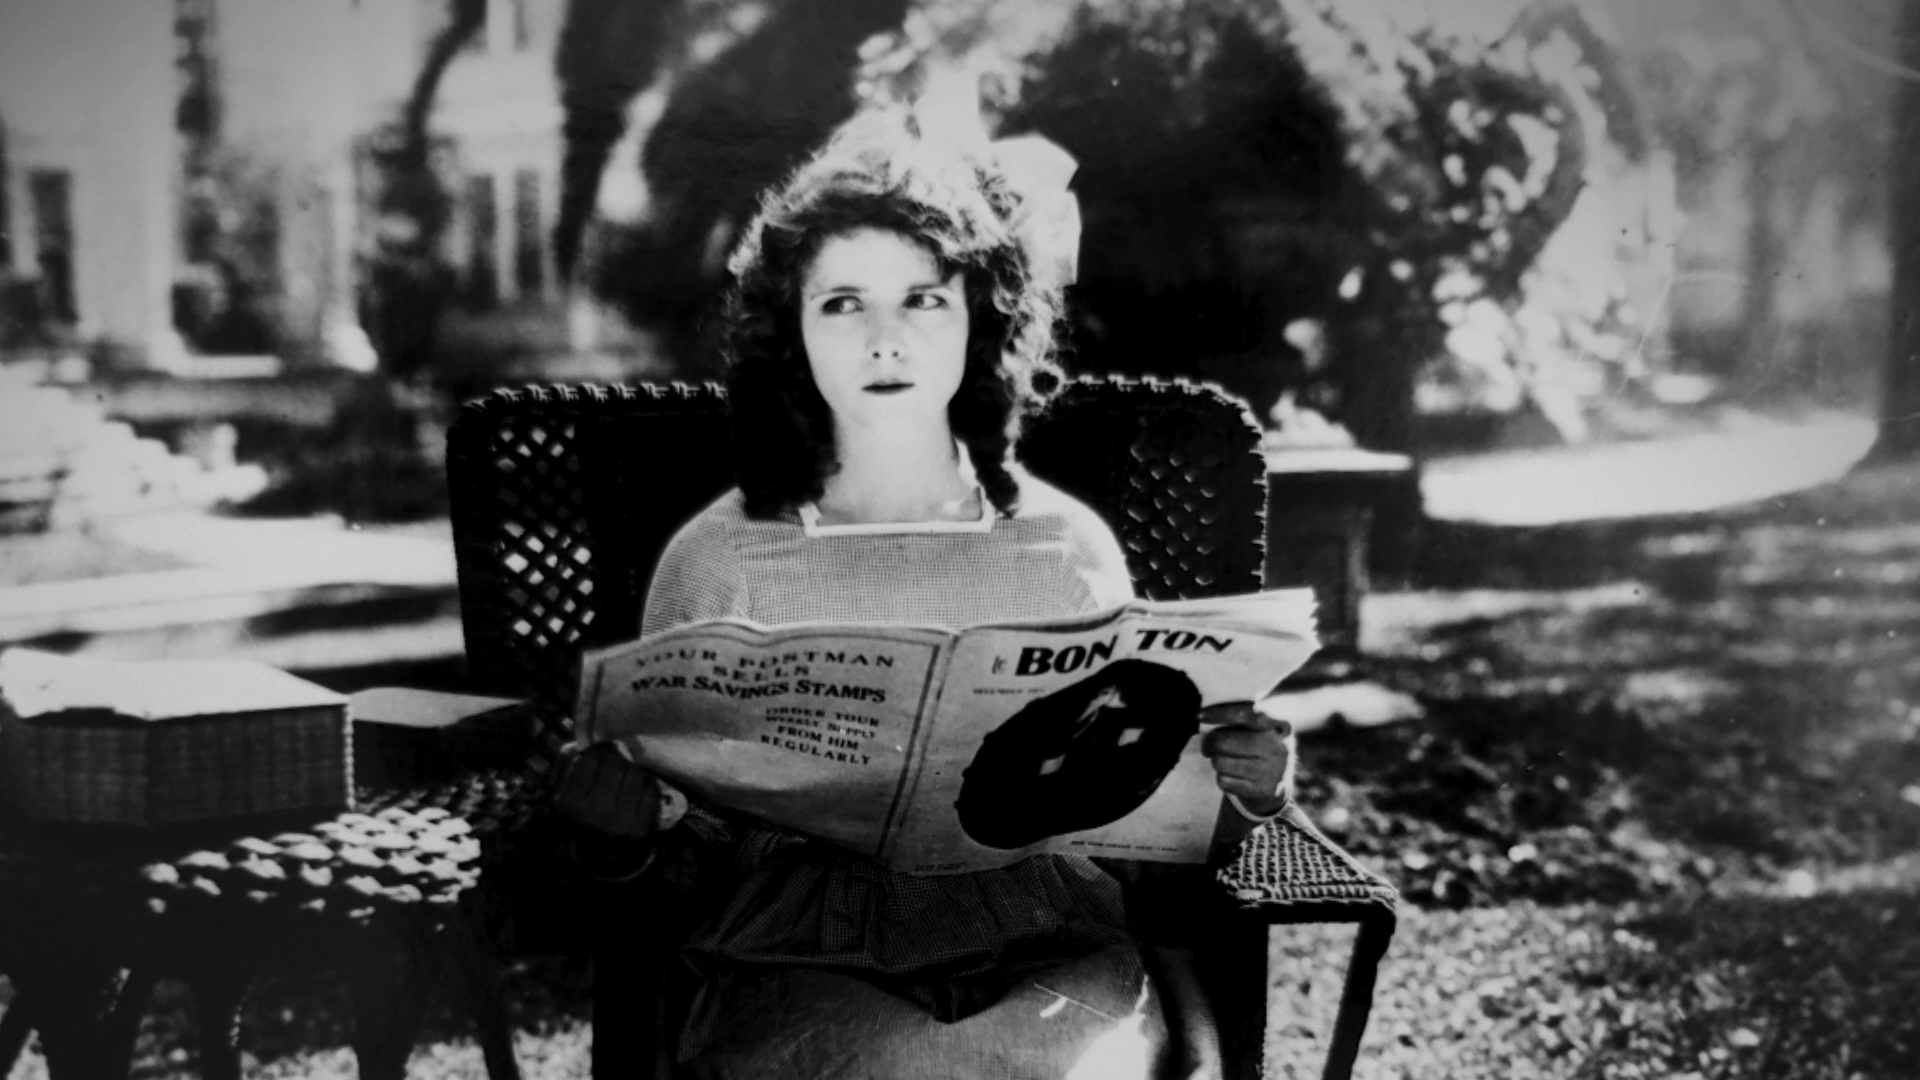 YOUR POSTMAN
SELLS
WAR SAVINGS STAMPS
ORDER YOUR
WEEKLY SUPPLY
FROM HIM
REGULARLY
BON TON